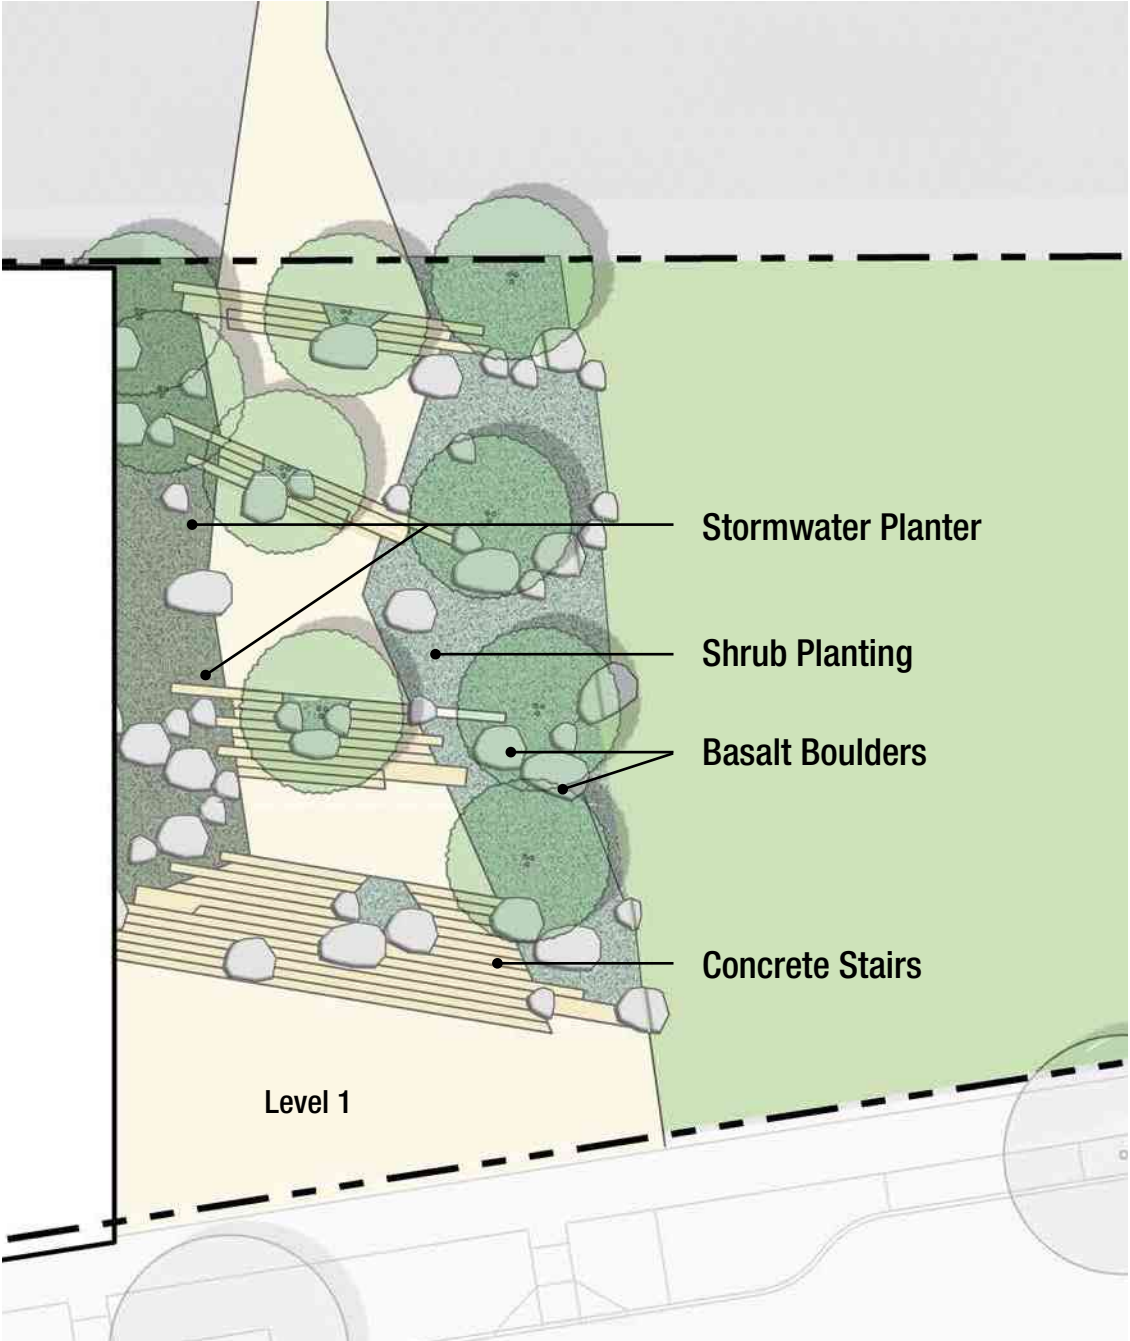 Stormwater Planter
Shrub Planting
Basalt Boulders
Concrete Stairs
Level 1